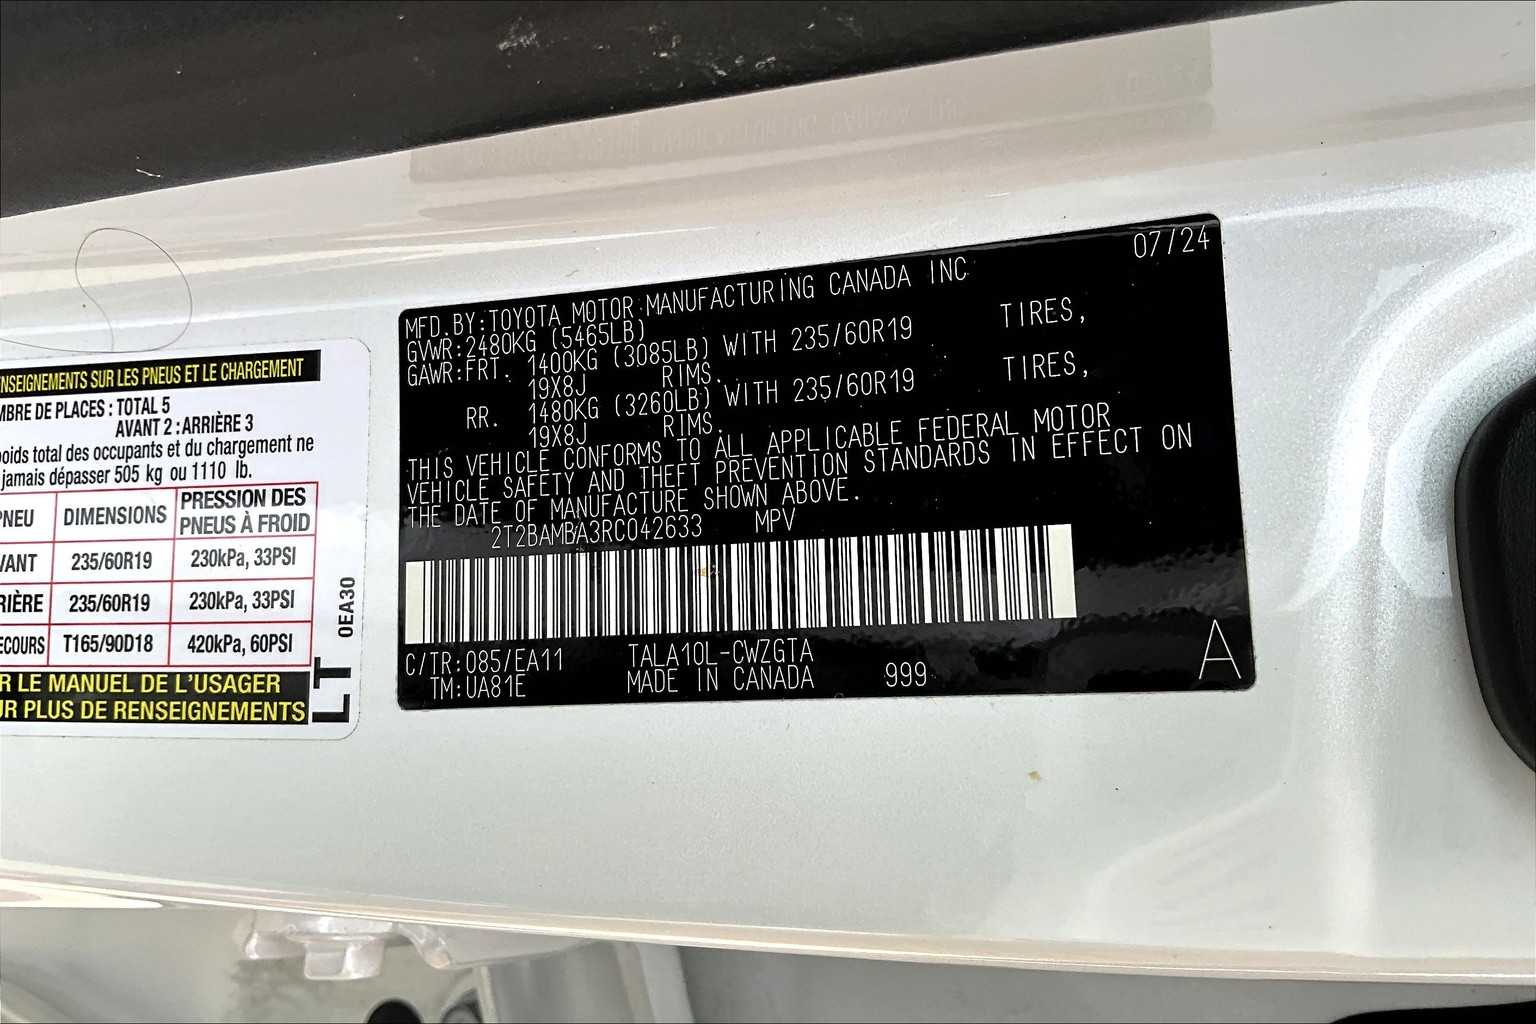 NSEIGNEMENTS SUR LES PNEUS ET LE CHARGEMENT
MBRE DE PLACES : TOTAL 5
AVANT 2 : ARRIÈRE 3
poids total des occupants et du chargement ne
jamais dépasser 505 kg ou 1110 lb.
PNEU DIMENSIONS PRESSION DES PNEUS À FROID
VANT 235/60R19 230kPa, 33PSI
RIÈRE 235/60R19 230kPa, 33PSI
ECOURS T165/90D18 420kPa, 60PSI
R LE MANUEL DE L'USAGER
UR PLUS DE RENSEIGNEMENTS
LT 0EA30
07/24
MFD.BY:TOYOTA MOTOR MANUFACTURING CANADA INC
GVWR:2480KG (5465LB)
GAWR:FRT. 1400KG (3085LB) WITH 235/60R19 TIRES,
19X8J RIMS.
RR. 1480KG (3260LB) WITH 235/60R19 TIRES,
19X8J RIMS.
THIS VEHICLE CONFORMS TO ALL APPLICABLE FEDERAL MOTOR
VEHICLE SAFETY AND THEFT PREVENTION STANDARDS IN EFFECT ON
THE DATE OF MANUFACTURE SHOWN ABOVE.
2T2BAMBA3RC042633 MPV
C/TR:085/EA11 TALA10L-CWZGTA
TM:UA81E MADE IN CANADA 999
A